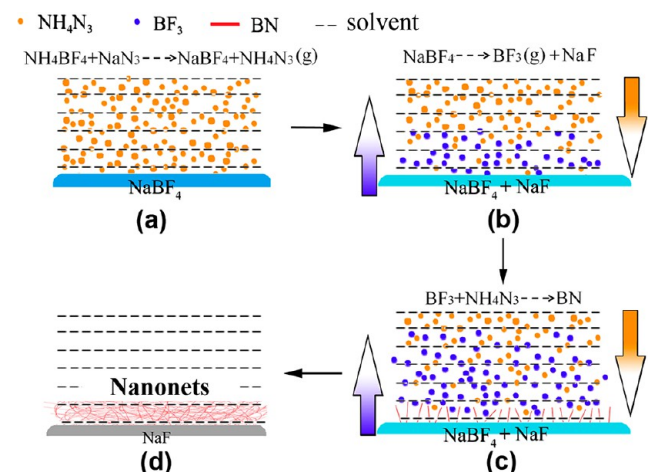 NH₄N₃ BF₃ BN solvent
NH₄BF₄+NaN₃--->NaBF₄+NH₄N₃(g)
NaBF₄--->BF₃(g)+NaF
NaBF₄
NaBF₄+NaF
(a)
(b)
BF₃+NH₄N₃--->BN
Nanonets
NaF
NaBF₄+NaF
(d)
(c)